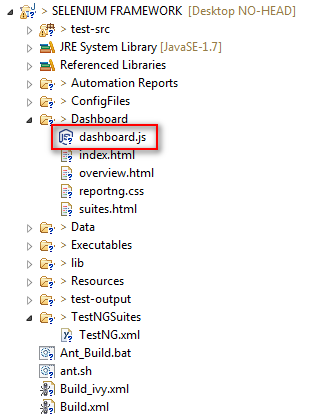 > SELENIUM FRAMEWORK [Desktop NO-HEAD]
> test-src
JRE System Library [JavaSE-1.7]
Referenced Libraries
> Automation Reports
> ConfigFiles
> Dashboard
dashboard.js
index.html
overview.html
reportng.css
suites.html
> Data
> Executables
> lib
> Resources
> test-output
> TestNGSuites
TestNG.xml
Ant_Build.bat
ant.sh
Build_ivy.xml
Build.xml